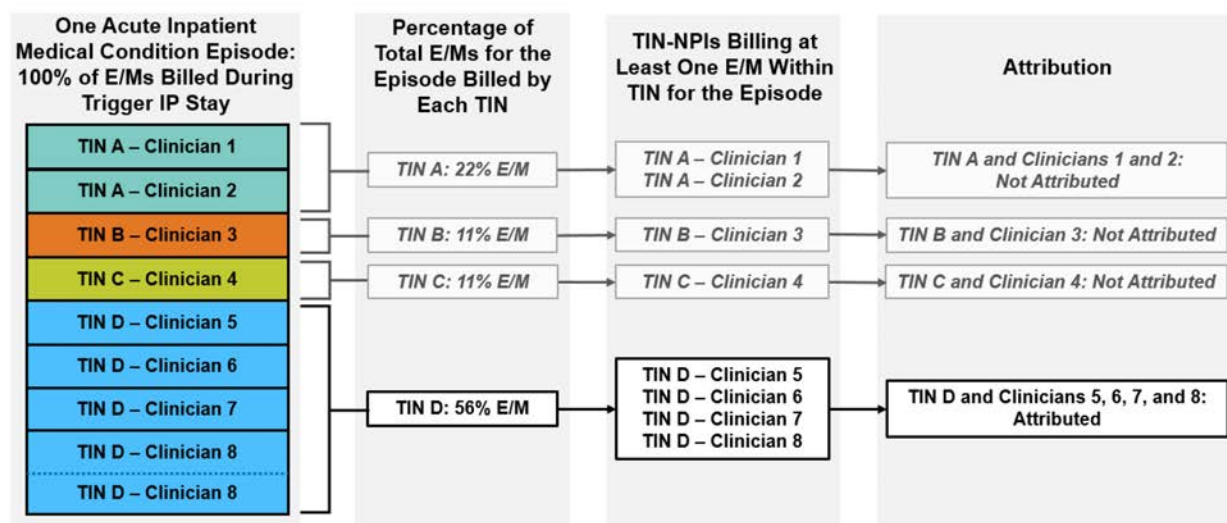 One Acute Inpatient
Medical Condition Episode:
100% of E/Ms Billed During
Trigger IP Stay
TIN A – Clinician 1
TIN A – Clinician 2
TIN B – Clinician 3
TIN C – Clinician 4
TIN D – Clinician 5
TIN D – Clinician 6
TIN D – Clinician 7
TIN D – Clinician 8
TIN D – Clinician 8
Percentage of
Total E/Ms for the
Episode Billed by
Each TIN
TIN A: 22% E/M
TIN B: 11% E/M
TIN C: 11% E/M
TIN D: 56% E/M
TIN-NPIs Billing at
Least One E/M Within
TIN for the Episode
TIN A – Clinician 1
TIN A – Clinician 2
TIN B – Clinician 3
TIN C – Clinician 4
TIN D – Clinician 5
TIN D – Clinician 6
TIN D – Clinician 7
TIN D – Clinician 8
Attribution
TIN A and Clinicians 1 and 2:
Not Attributed
TIN B and Clinician 3: Not Attributed
TIN C and Clinician 4: Not Attributed
TIN D and Clinicians 5, 6, 7, and 8:
Attributed